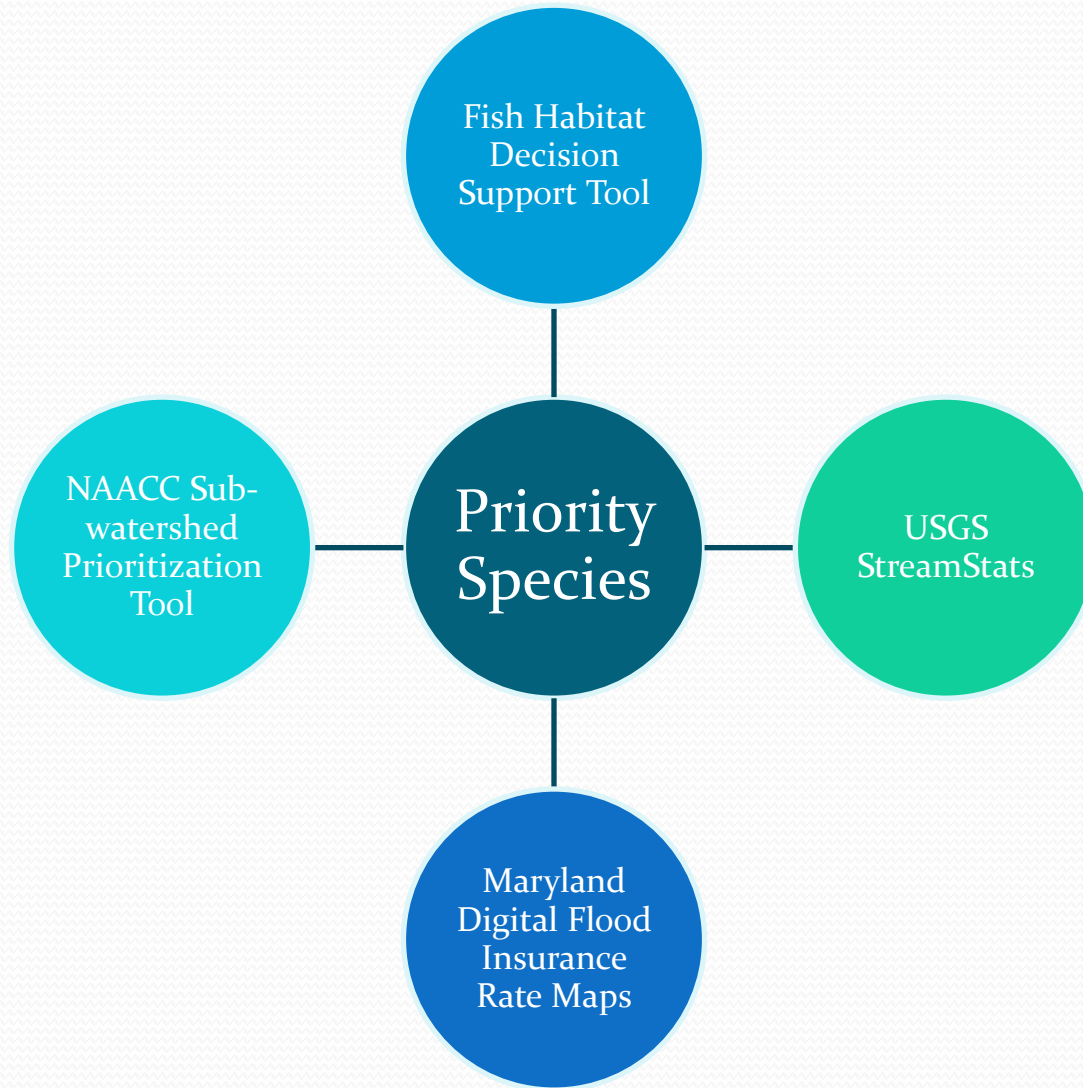 Fish Habitat
Decision
Support Tool
NAACC Sub-
watershed
Prioritization
Tool
Priority
Species
USGS
StreamStats
Maryland
Digital Flood
Insurance
Rate Maps